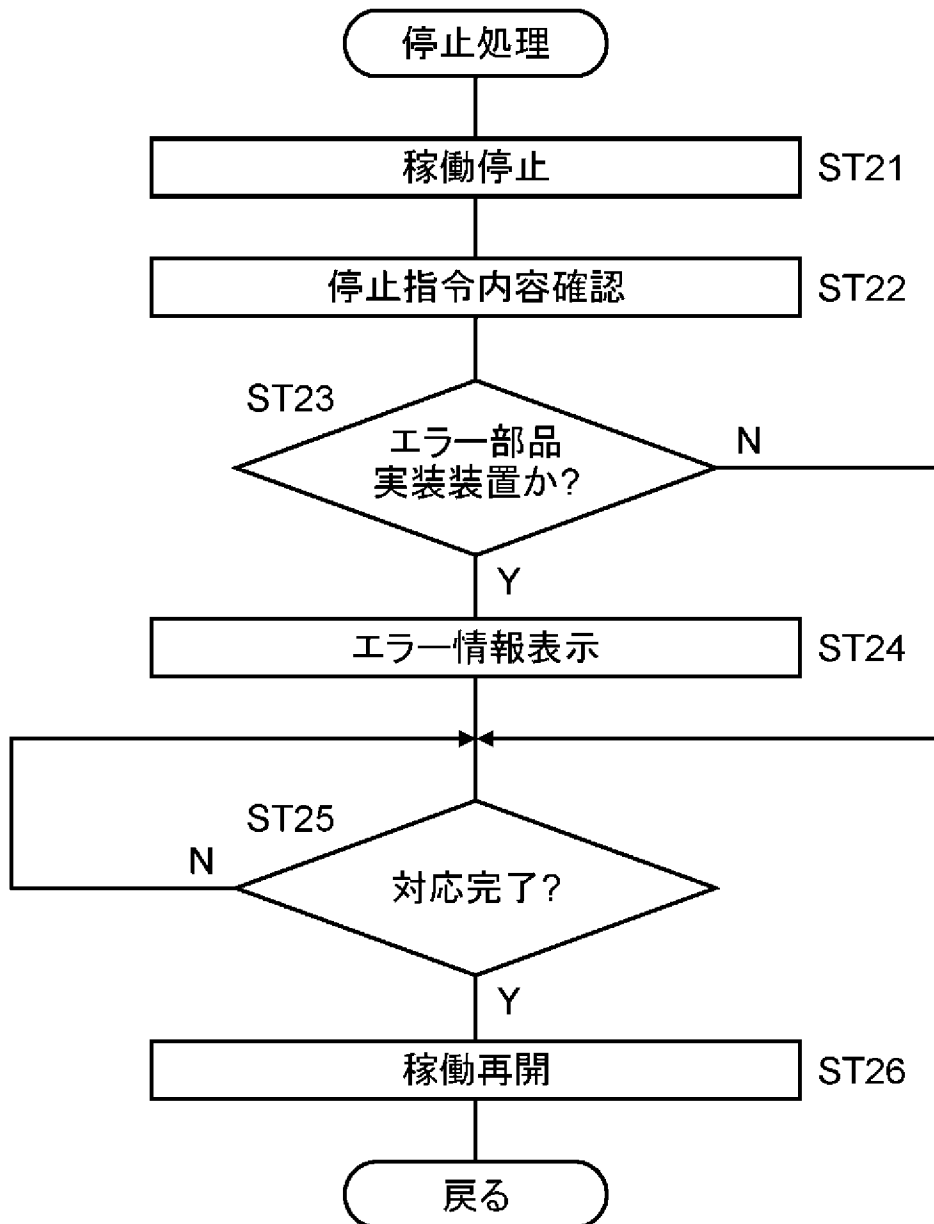 停止処理
稼働停止
ST21
停止指令内容確認
ST22
ST23
エラー部品
実装装置か?
N
Y
エラー情報表示
ST24
ST25
N
対応完了?
Y
稼働再開
ST26
戻る